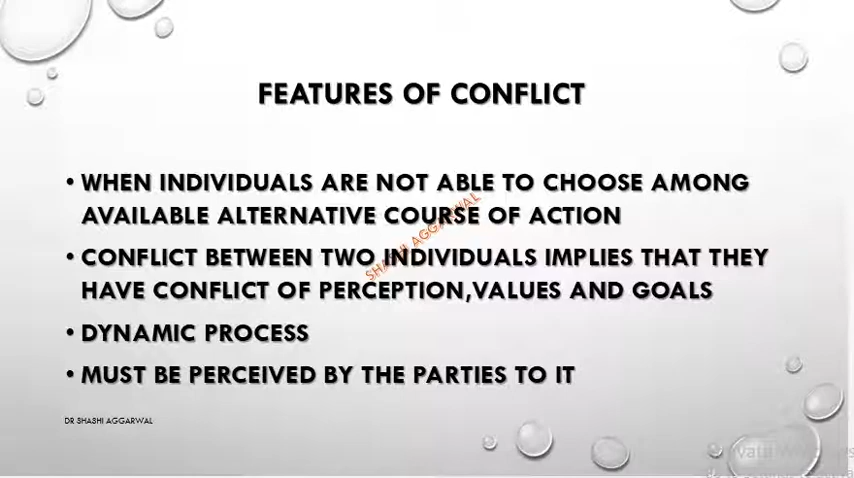 FEATURES OF CONFLICT
• WHEN INDIVIDUALS ARE NOT ABLE TO CHOOSE AMONG
AVAILABLE ALTERNATIVE COURSE OF ACTION
• CONFLICT BETWEEN TWO INDIVIDUALS IMPLIES THAT THEY
HAVE CONFLICT OF PERCEPTION,VALUES AND GOALS
• DYNAMIC PROCESS
• MUST BE PERCEIVED BY THE PARTIES TO IT
SHASHI AGGARWAL
DR SHASHI AGGARWAL